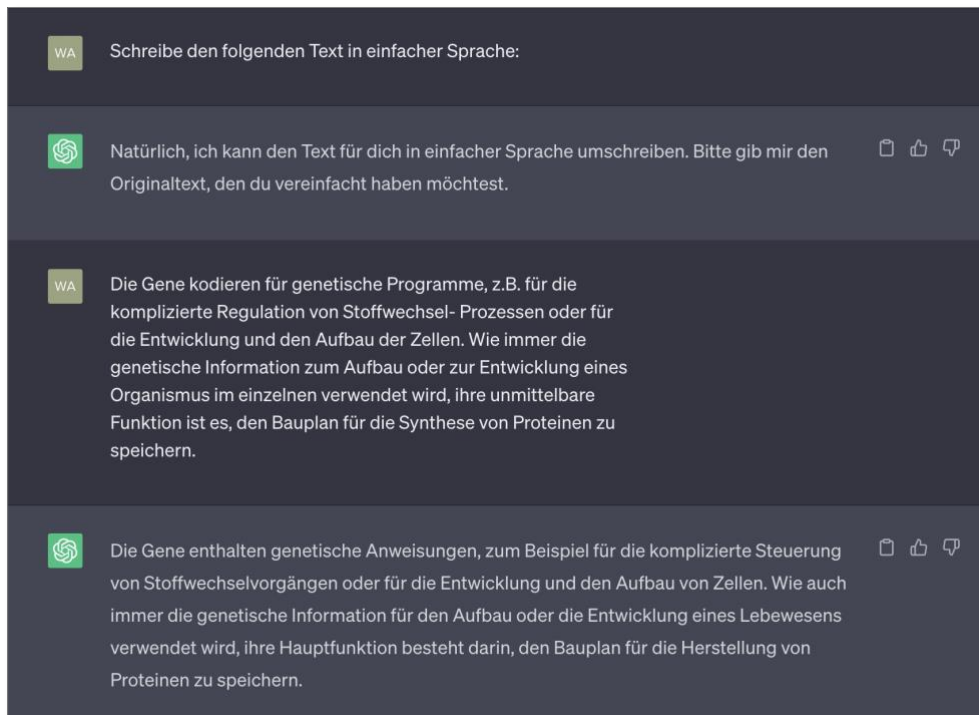 WA
Schreibe den folgenden Text in einfacher Sprache:
Natürlich, ich kann den Text für dich in einfacher Sprache umschreiben. Bitte gib mir den
Originaltext, den du vereinfacht haben möchtest.
WA
Die Gene kodieren für genetische Programme, z.B. für die
komplizierte Regulation von Stoffwechsel- Prozessen oder für
die Entwicklung und den Aufbau der Zellen. Wie immer die
genetische Information zum Aufbau oder zur Entwicklung eines
Organismus im einzelnen verwendet wird, ihre unmittelbare
Funktion ist es, den Bauplan für die Synthese von Proteinen zu
speichern.
Die Gene enthalten genetische Anweisungen, zum Beispiel für die komplizierte Steuerung
von Stoffwechselvorgängen oder für die Entwicklung und den Aufbau von Zellen. Wie auch
immer die genetische Information für den Aufbau oder die Entwicklung eines Lebewesens
verwendet wird, ihre Hauptfunktion besteht darin, den Bauplan für die Herstellung von
Proteinen zu speichern.